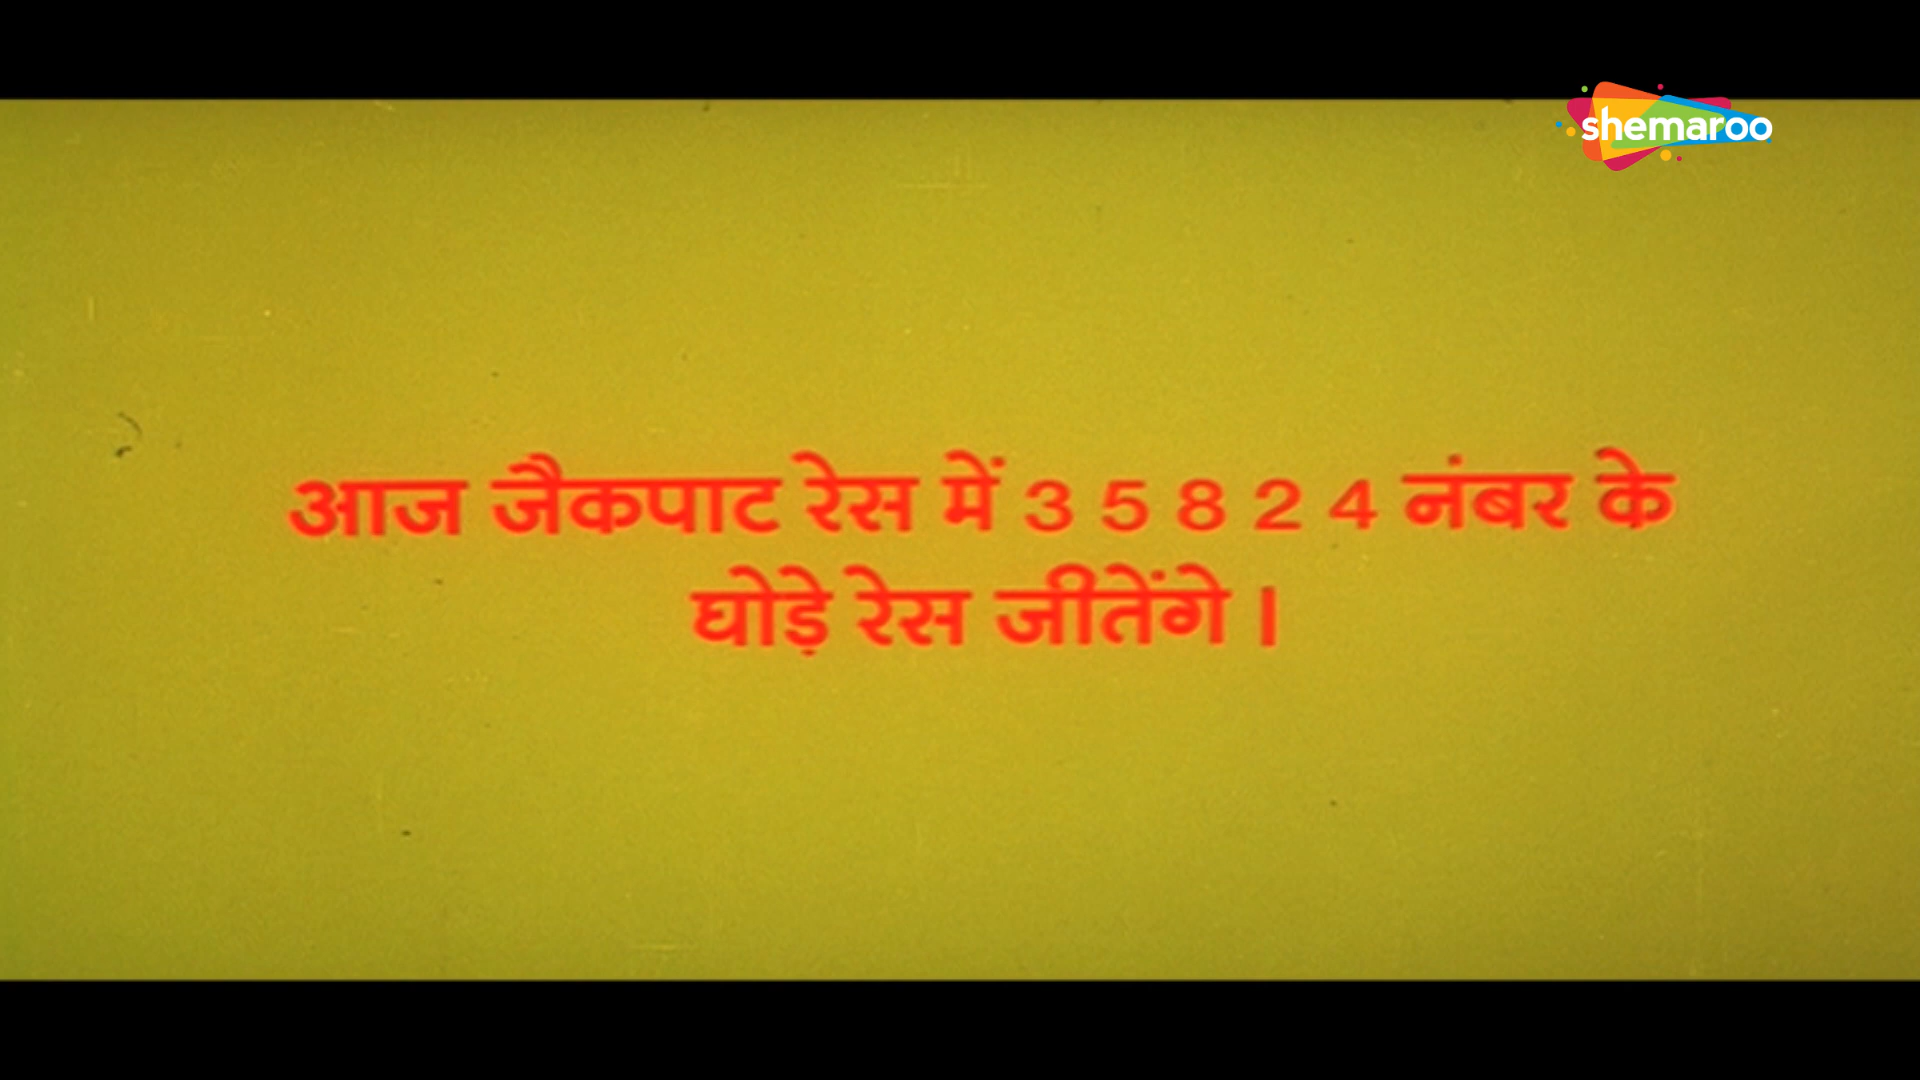 shemaroo
आज जैकपाट रेस में 3 5 8 2 4 नंबर के
घोड़े रेस जीतेंगे ।